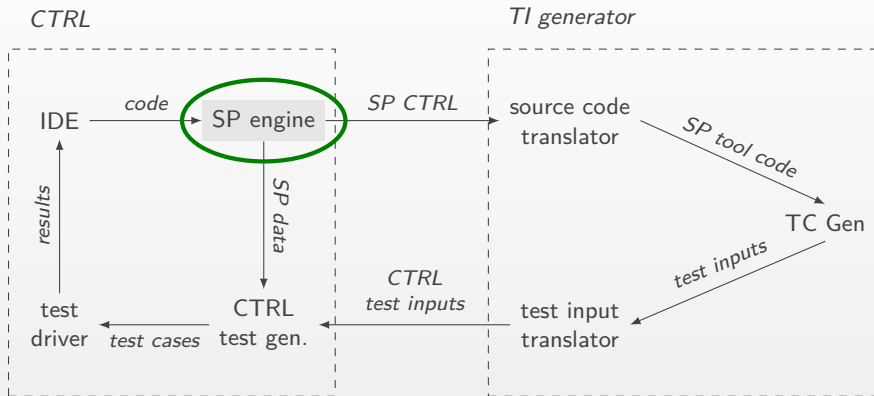 CTRL
TI generator
IDE
code
SP engine
SP CTRL
source code
translator
SP tool code
results
SP data
TC Gen
test inputs
test
driver
test cases
CTRL
test gen.
CTRL
test inputs
test input
translator